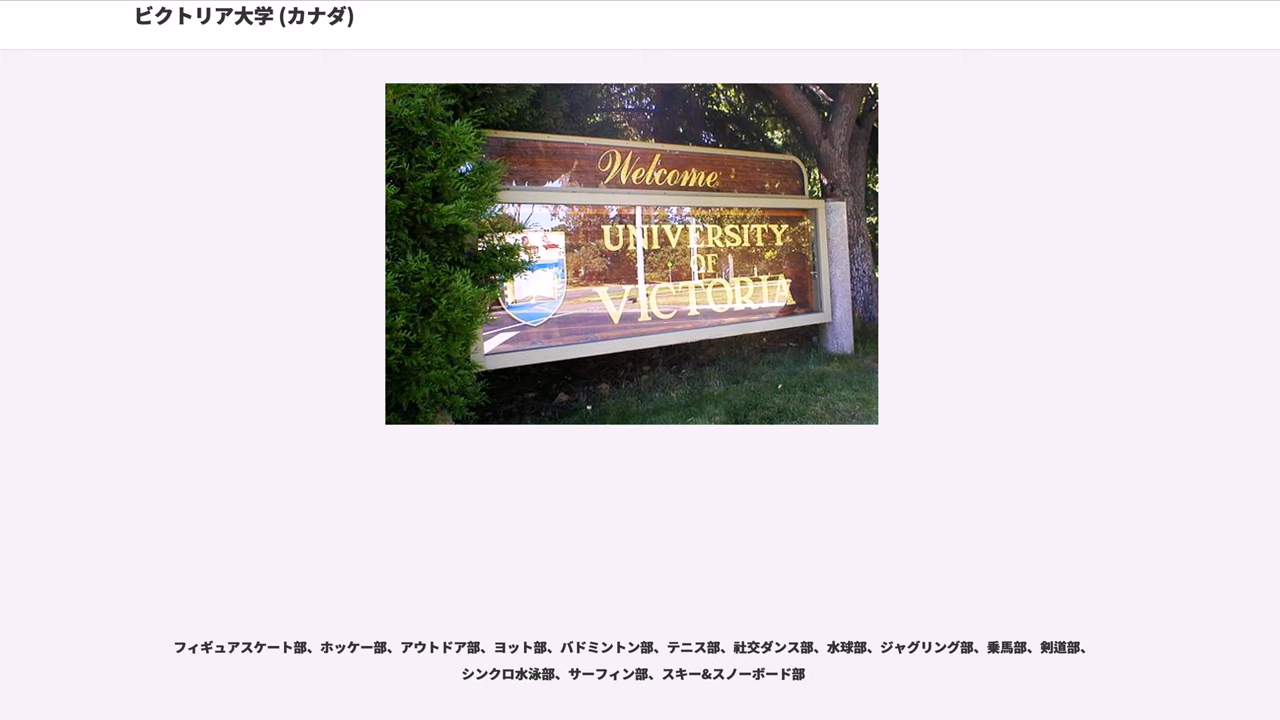 ビクトリア大学 (カナダ)
Welcome
UNIVERSITY
OF
VICTORIA
フィギュアスケート部、ホッケー部、アウトドア部、ヨット部、バドミントン部、テニス部、社交ダンス部、水球部、ジャグリング部、乗馬部、剣道部、
シンクロ水泳部、サーフィン部、スキー&スノーボード部